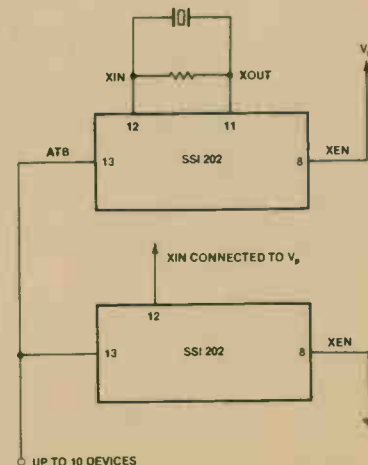 XIN XOUT
12 11
ATB 13 SSI 202 8 XEN
XIN CONNECTED TO Vp
12
13 SSI 202 8 XEN
UP TO 10 DEVICES